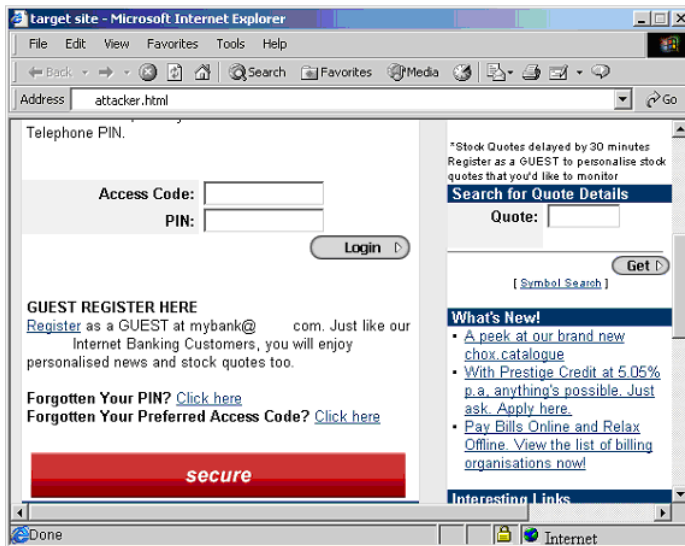 target site - Microsoft Internet Explorer
File Edit View Favorites Tools Help
Back Search Favorites Media
Address attacker.html Go
Telephone PIN.
Access Code:
PIN:
Login
GUEST REGISTER HERE
Register as a GUEST at mybank@ com. Just like our
Internet Banking Customers, you will enjoy
personalised news and stock quotes too.
Forgotten Your PIN? Click here
Forgotten Your Preferred Access Code? Click here
secure
*Stock Quotes delayed by 30 minutes
Register as a GUEST to personalise stock
quotes that you'd like to monitor
Search for Quote Details
Quote:
Get
[ Symbol Search ]
What's New!
A peek at our brand new
chox.catalogue
With Prestige Credit at 5.05%
p.a, anything's possible. Just
ask. Apply here.
Pay Bills Online and Relax
Offline. View the list of billing
organisations now!
Interesting Links
Done Internet